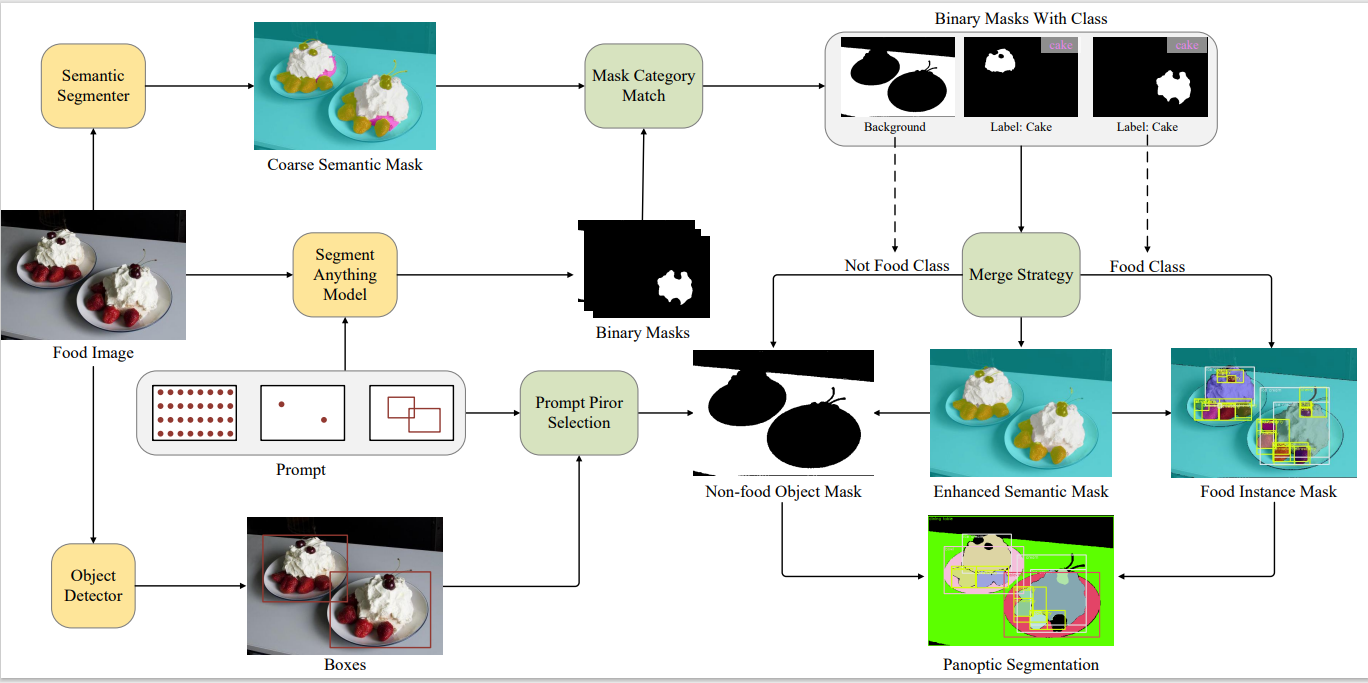 Binary Masks With Class
Semantic
Segmenter
Mask Category
Match
cake
cake
Background
Label: Cake
Label: Cake
Coarse Semantic Mask
Segment
Anything
Model
Not Food Class
Merge Strategy
Food Class
Binary Masks
Food Image
Prompt Piror
Selection
Prompt
Non-food Object Mask
Enhanced Semantic Mask
Food Instance Mask
Object
Detector
Boxes
Panoptic Segmentation